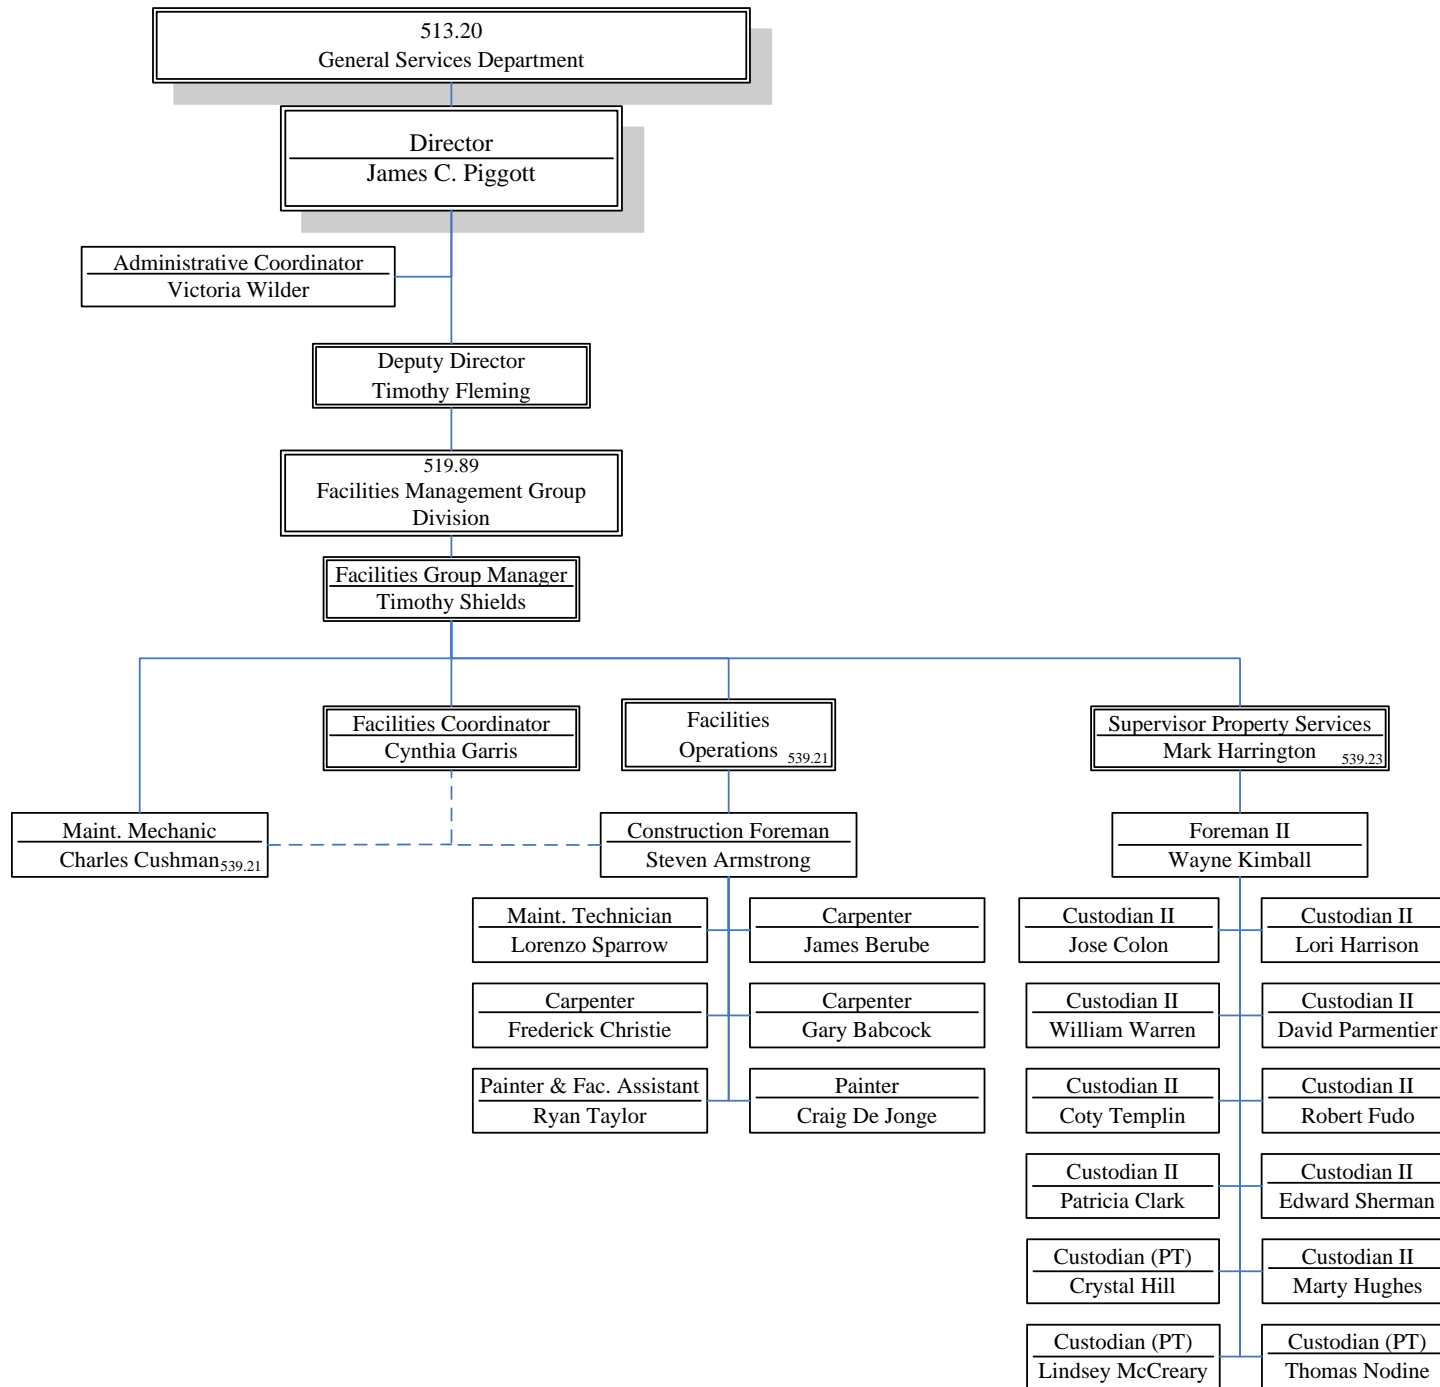 513.20
General Services Department
Director
James C. Piggott
Administrative Coordinator
Victoria Wilder
Deputy Director
Timothy Fleming
519.89
Facilities Management Group
Division
Facilities Group Manager
Timothy Shields
Facilities Coordinator
Cynthia Garris
Facilities
Operations 539.21
Supervisor Property Services
Mark Harrington 539.23
Maint. Mechanic
Charles Cushman 539.21
Construction Foreman
Steven Armstrong
Foreman II
Wayne Kimball
Maint. Technician
Lorenzo Sparrow
Carpenter
James Berube
Carpenter
Frederick Christie
Carpenter
Gary Babcock
Painter & Fac. Assistant
Ryan Taylor
Painter
Craig De Jonge
Custodian II
Jose Colon
Custodian II
Lori Harrison
Custodian II
William Warren
Custodian II
David Parmentier
Custodian II
Coty Templin
Custodian II
Robert Fudo
Custodian II
Patricia Clark
Custodian II
Edward Sherman
Custodian (PT)
Crystal Hill
Custodian II
Marty Hughes
Custodian (PT)
Lindsey McCreary
Custodian (PT)
Thomas Nodine